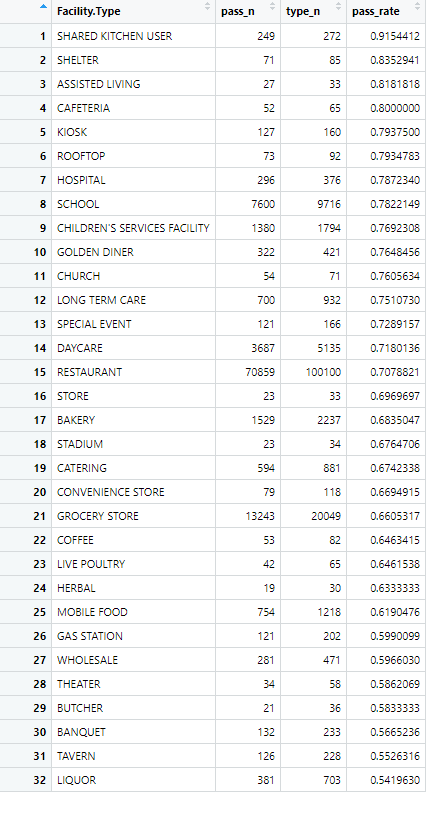 Facility.Type pass_n type_n pass_rate
1 SHARED KITCHEN USER 249 272 0.9154412
2 SHELTER 71 85 0.8352941
3 ASSISTED LIVING 27 33 0.8181818
4 CAFETERIA 52 65 0.8000000
5 KIOSK 127 160 0.7937500
6 ROOFTOP 73 92 0.7934783
7 HOSPITAL 296 376 0.7872340
8 SCHOOL 7600 9716 0.7822149
9 CHILDREN'S SERVICES FACILITY 1380 1794 0.7692308
10 GOLDEN DINER 322 421 0.7648456
11 CHURCH 54 71 0.7605634
12 LONG TERM CARE 700 932 0.7510730
13 SPECIAL EVENT 121 166 0.7289157
14 DAYCARE 3687 5135 0.7180136
15 RESTAURANT 70859 100100 0.7078821
16 STORE 23 33 0.6969697
17 BAKERY 1529 2237 0.6835047
18 STADIUM 23 34 0.6764706
19 CATERING 594 881 0.6742338
20 CONVENIENCE STORE 79 118 0.6694915
21 GROCERY STORE 13243 20049 0.6605317
22 COFFEE 53 82 0.6463415
23 LIVE POULTRY 42 65 0.6461538
24 HERBAL 19 30 0.6333333
25 MOBILE FOOD 754 1218 0.6190476
26 GAS STATION 121 202 0.5990099
27 WHOLESALE 281 471 0.5966030
28 THEATER 34 58 0.5862069
29 BUTCHER 21 36 0.5833333
30 BANQUET 132 233 0.5665236
31 TAVERN 126 228 0.5526316
32 LIQUOR 381 703 0.5419630